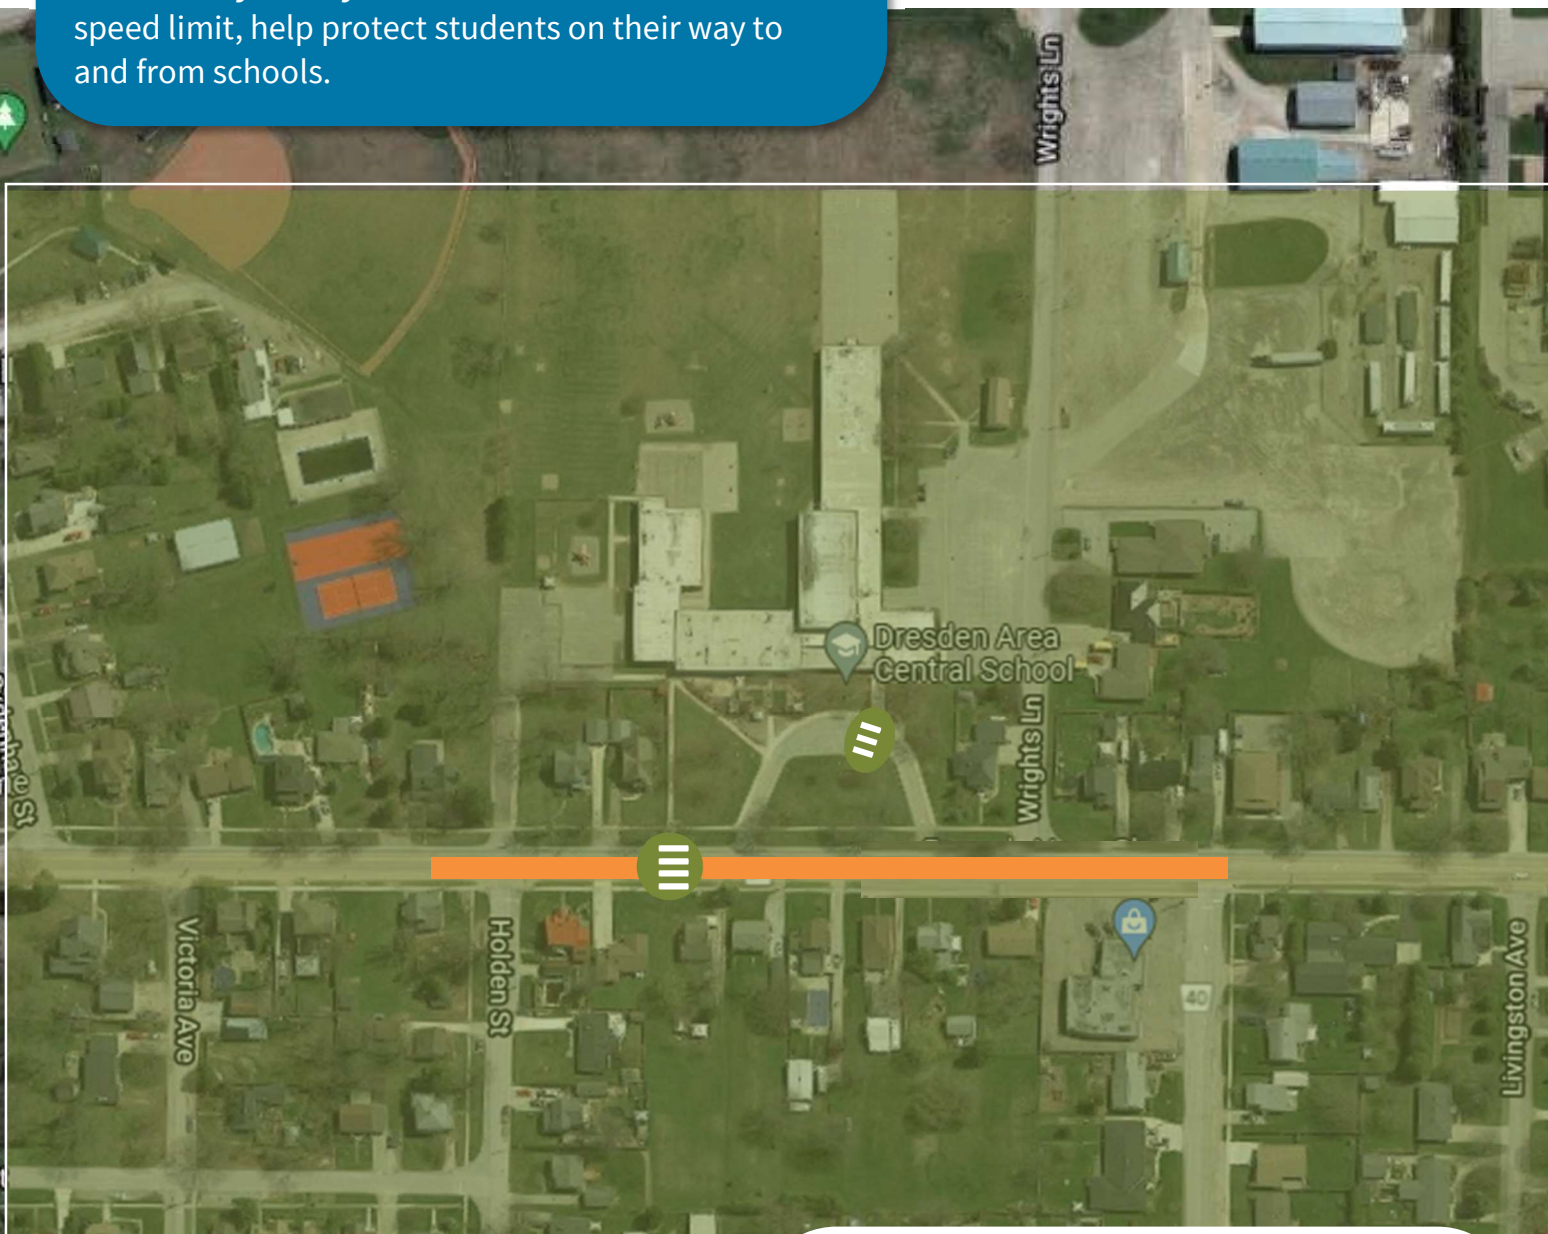 speed limit, help protect students on their way to
and from schools.
Wrights Ln
Dresden Area
Central School
Wrights Ln
Victoria Ave
Holden St
40
Livingston Ave